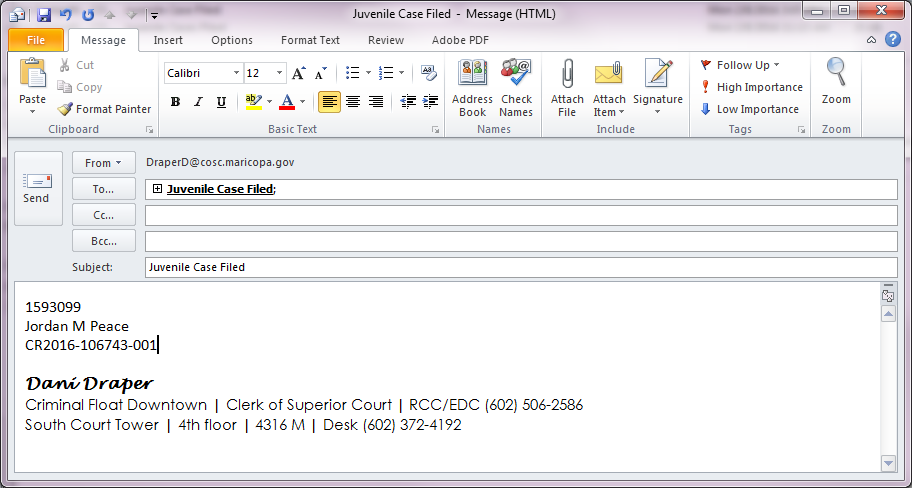 Juvenile Case Filed - Message (HTML)
File Message Insert Options Format Text Review Adobe PDF
Paste
Cut
Copy
Format Painter
Clipboard
Calibri 12
B I U
Basic Text
Address Book
Check Names
Names
Attach File
Attach Item
Signature
Include
Follow Up
High Importance
Low Importance
Tags
Zoom
Zoom
Send
From DraperD@cosc.maricopa.gov
To... Juvenile Case Filed;
Cc...
Bcc...
Subject: Juvenile Case Filed
1593099
Jordan M Peace
CR2016-106743-001
Dani Draper
Criminal Float Downtown | Clerk of Superior Court | RCC/EDC (602) 506-2586
South Court Tower | 4th floor | 4316 M | Desk (602) 372-4192